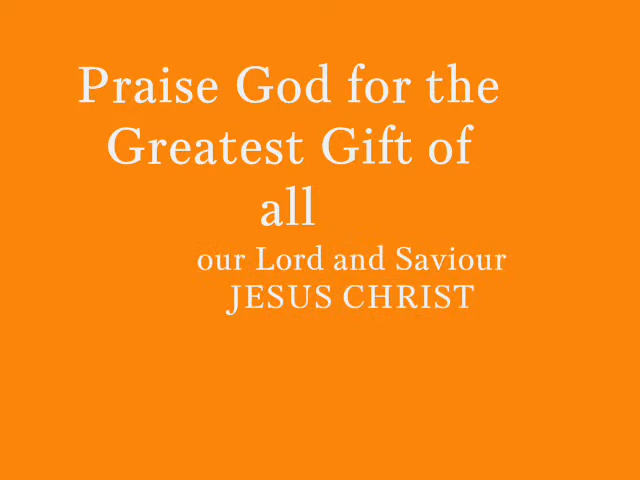 Praise God for the
Greatest Gift of
all
our Lord and Saviour
JESUS CHRIST